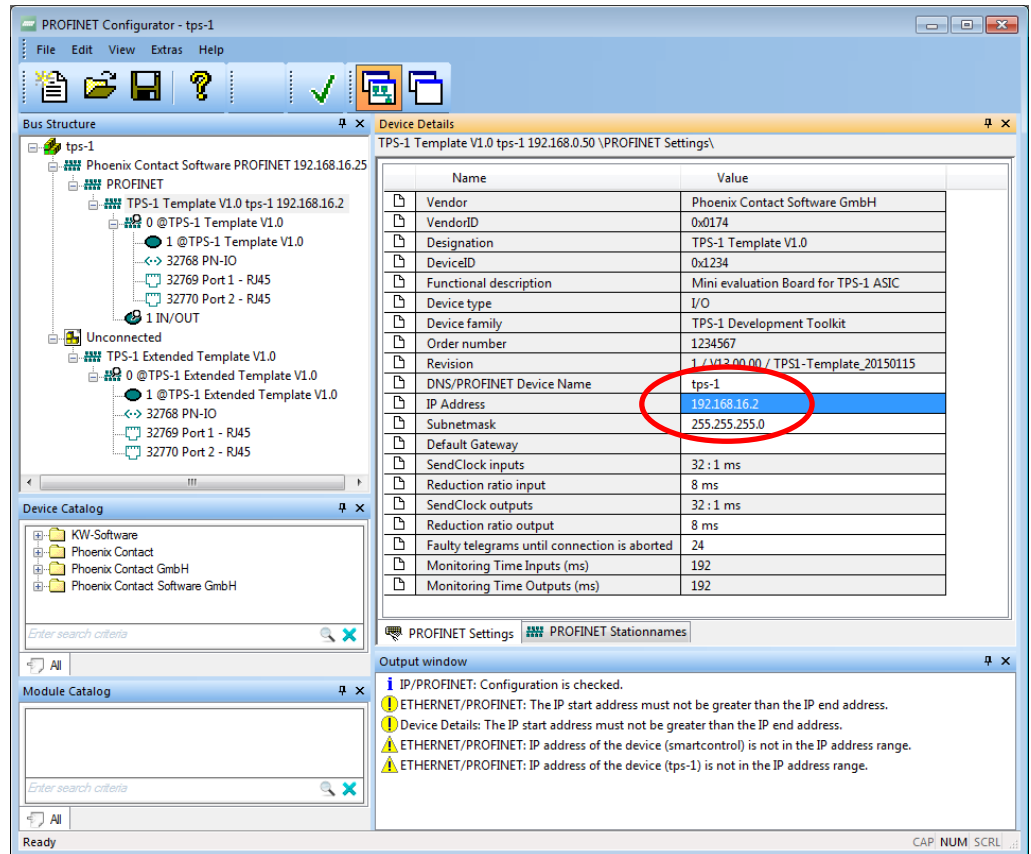 PROFINET Configurator - tps-1
File Edit View Extras Help
Bus Structure
tps-1
Phoenix Contact Software PROFINET 192.168.16.25
PROFINET
TPS-1 Template V1.0 tps-1 192.168.16.2
0 @TPS-1 Template V1.0
1 @TPS-1 Template V1.0
32768 PN-IO
32769 Port 1 - RJ45
32770 Port 2 - RJ45
1 IN/OUT
Unconnected
TPS-1 Extended Template V1.0
0 @TPS-1 Extended Template V1.0
1 @TPS-1 Extended Template V1.0
32768 PN-IO
32769 Port 1 - RJ45
32770 Port 2 - RJ45
Device Catalog
KW-Software
Phoenix Contact
Phoenix Contact GmbH
Phoenix Contact Software GmbH
Enter search criteria
All
Module Catalog
Enter search criteria
All
Device Details
TPS-1 Template V1.0 tps-1 192.168.0.50 \PROFINET Settings\
Name Value
Vendor Phoenix Contact Software GmbH
VendorID 0x0174
Designation TPS-1 Template V1.0
DeviceID 0x1234
Functional description Mini evaluation Board for TPS-1 ASIC
Device type I/O
Device family TPS-1 Development Toolkit
Order number 1234567
Revision 1 / V13.00.00 / TPS1-Template_20150115
DNS/PROFINET Device Name tps-1
IP Address 192.168.16.2
Subnetmask 255.255.255.0
Default Gateway
SendClock inputs 32 : 1 ms
Reduction ratio input 8 ms
SendClock outputs 32 : 1 ms
Reduction ratio output 8 ms
Faulty telegrams until connection is aborted 24
Monitoring Time Inputs (ms) 192
Monitoring Time Outputs (ms) 192
PROFINET Settings PROFINET Stationnames
Output window
IP/PROFINET: Configuration is checked.
ETHERNET/PROFINET: The IP start address must not be greater than the IP end address.
Device Details: The IP start address must not be greater than the IP end address.
ETHERNET/PROFINET: IP address of the device (smartcontrol) is not in the IP address range.
ETHERNET/PROFINET: IP address of the device (tps-1) is not in the IP address range.
Ready CAP NUM SCRL